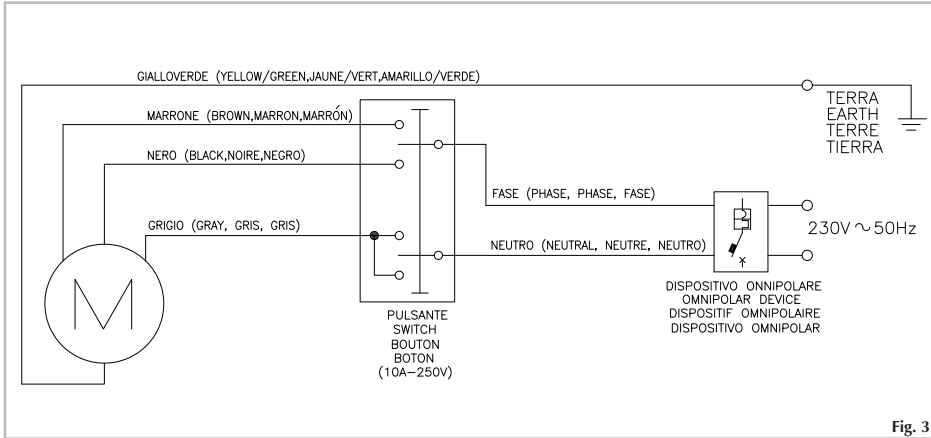 GIALLOVERDE (YELLOW/GREEN,JAUNE/VERT,AMARILLO/VERDE)
MARRONE (BROWN,MARRON,MARRÓN)
NERO (BLACK,NOIRE,NEGRO)
GRIGIO (GRAY, GRIS, GRIS)
M
PULSANTE
SWITCH
BOUTON
BOTON
(10A-250V)
FASE (PHASE, PHASE, FASE)
NEUTRO (NEUTRAL, NEUTRE, NEUTRO)
TERRA
EARTH
TERRE
TIERRA
230V ~ 50Hz
DISPOSITIVO ONNIPOLARE
OMNIPOLAR DEVICE
DISPOSITIF OMNIPOLAIRE
DISPOSITIVO OMNIPOLAR
Fig. 3